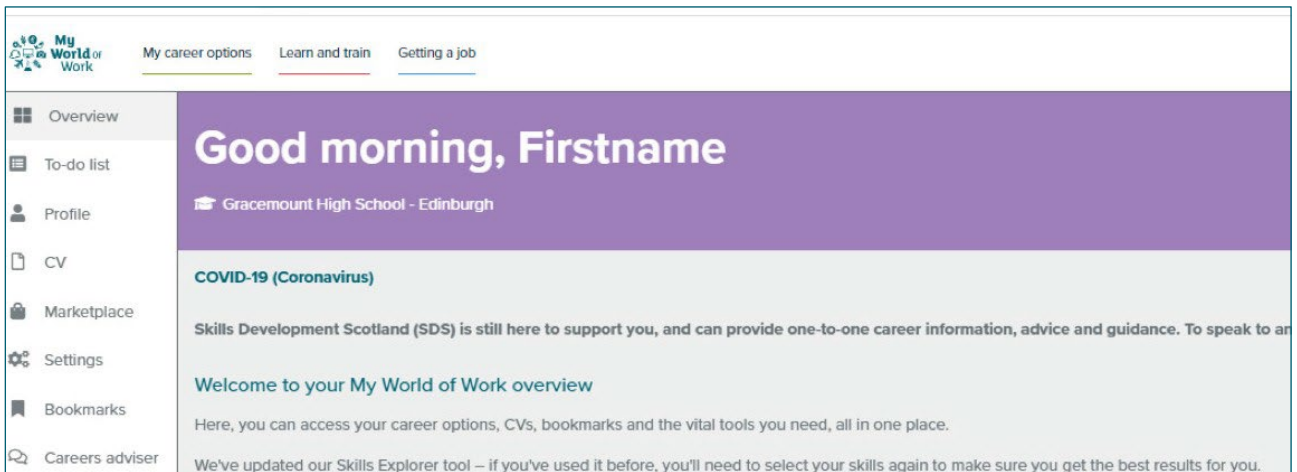 My
World of
Work
My career options
Learn and train
Getting a job
Overview
To-do list
Profile
CV
Marketplace
Settings
Bookmarks
Careers adviser
Good morning, Firstname
Gracemount High School - Edinburgh
COVID-19 (Coronavirus)
Skills Development Scotland (SDS) is still here to support you, and can provide one-to-one career information, advice and guidance. To speak to
Welcome to your My World of Work overview
Here, you can access your career options, CVs, bookmarks and the vital tools you need, all in one place.
We've updated our Skills Explorer tool – if you've used it before, you'll need to select your skills again to make sure you get the best results for you.